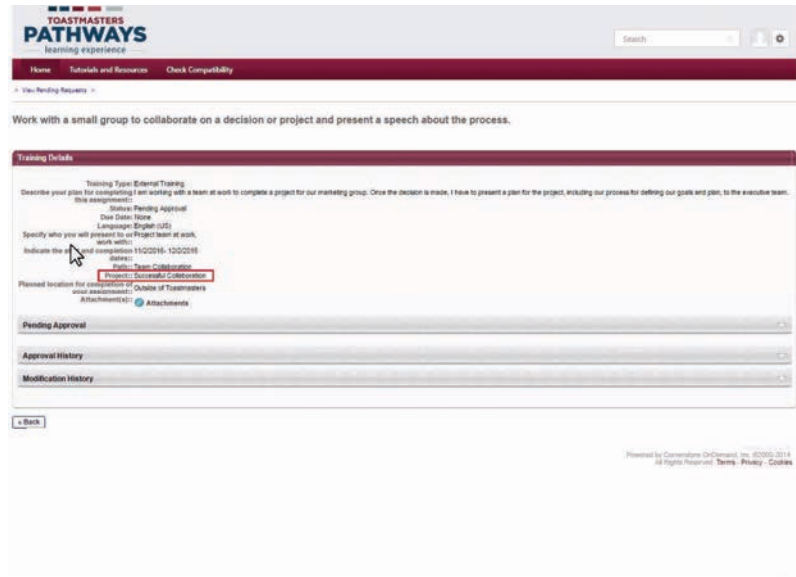 TOASTMASTERS
PATHWAYS
learning experience
Search
Home Tutorials and Resources Check Compatibility
> View Pending Requests >
Work with a small group to collaborate on a decision or project and present a speech about the process.
Training Details
Training Type: External Training
Describe your plan for completing this assignment:: I am working with a team at work to complete a project for our marketing group. Once the decision is made, I have to present a plan for the project, including our process for defining our goals and plan, to the executive team.
Status: Pending Approval
Due Date: None
Language: English (US)
Specify who you will present to or work with:: Project team at work,
Indicate the and completion dates:: 11/2/2016- 12/2/2016
Path:: Team Collaboration
Project:: Successful Collaboration
Planned location for completion of your assignment:: Outside of Toastmasters
Attachment(s):: Attachments
Pending Approval
Approval History
Modification History
« Back
Powered by Cornerstone OnDemand, Inc. ©2000-2014
All Rights Reserved. Terms - Privacy - Cookies